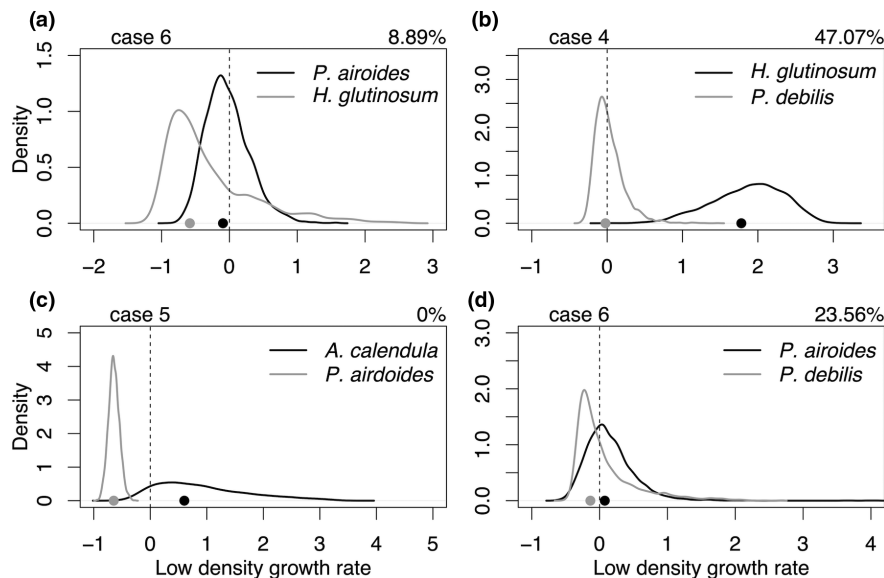 (a)
case 6 8.89%
Density
1.5
1.0
0.5
0.0
P. airoides
H. glutinosum
−2 −1 0 1 2 3
(b)
case 4 47.07%
3.0
2.0
1.0
0.0
H. glutinosum
P. debilis
−1 0 1 2 3
(c)
case 5 0%
Density
5
4
3
2
1
0
A. calendula
P. airdoides
−1 0 1 2 3 4 5
Low density growth rate
(d)
case 6 23.56%
3.0
2.0
1.0
0.0
P. airoides
P. debilis
−1 0 1 2 3 4
Low density growth rate